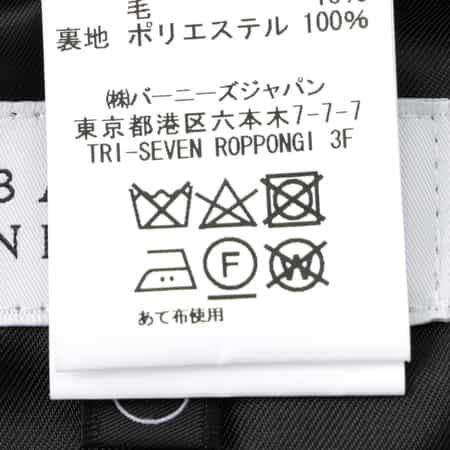 毛
裏地 ポリエステル 100%
㈱バーニーズジャパン
東京都港区六本木7-7-7
TRI-SEVEN ROPPONGI 3F
F
W
あて布使用